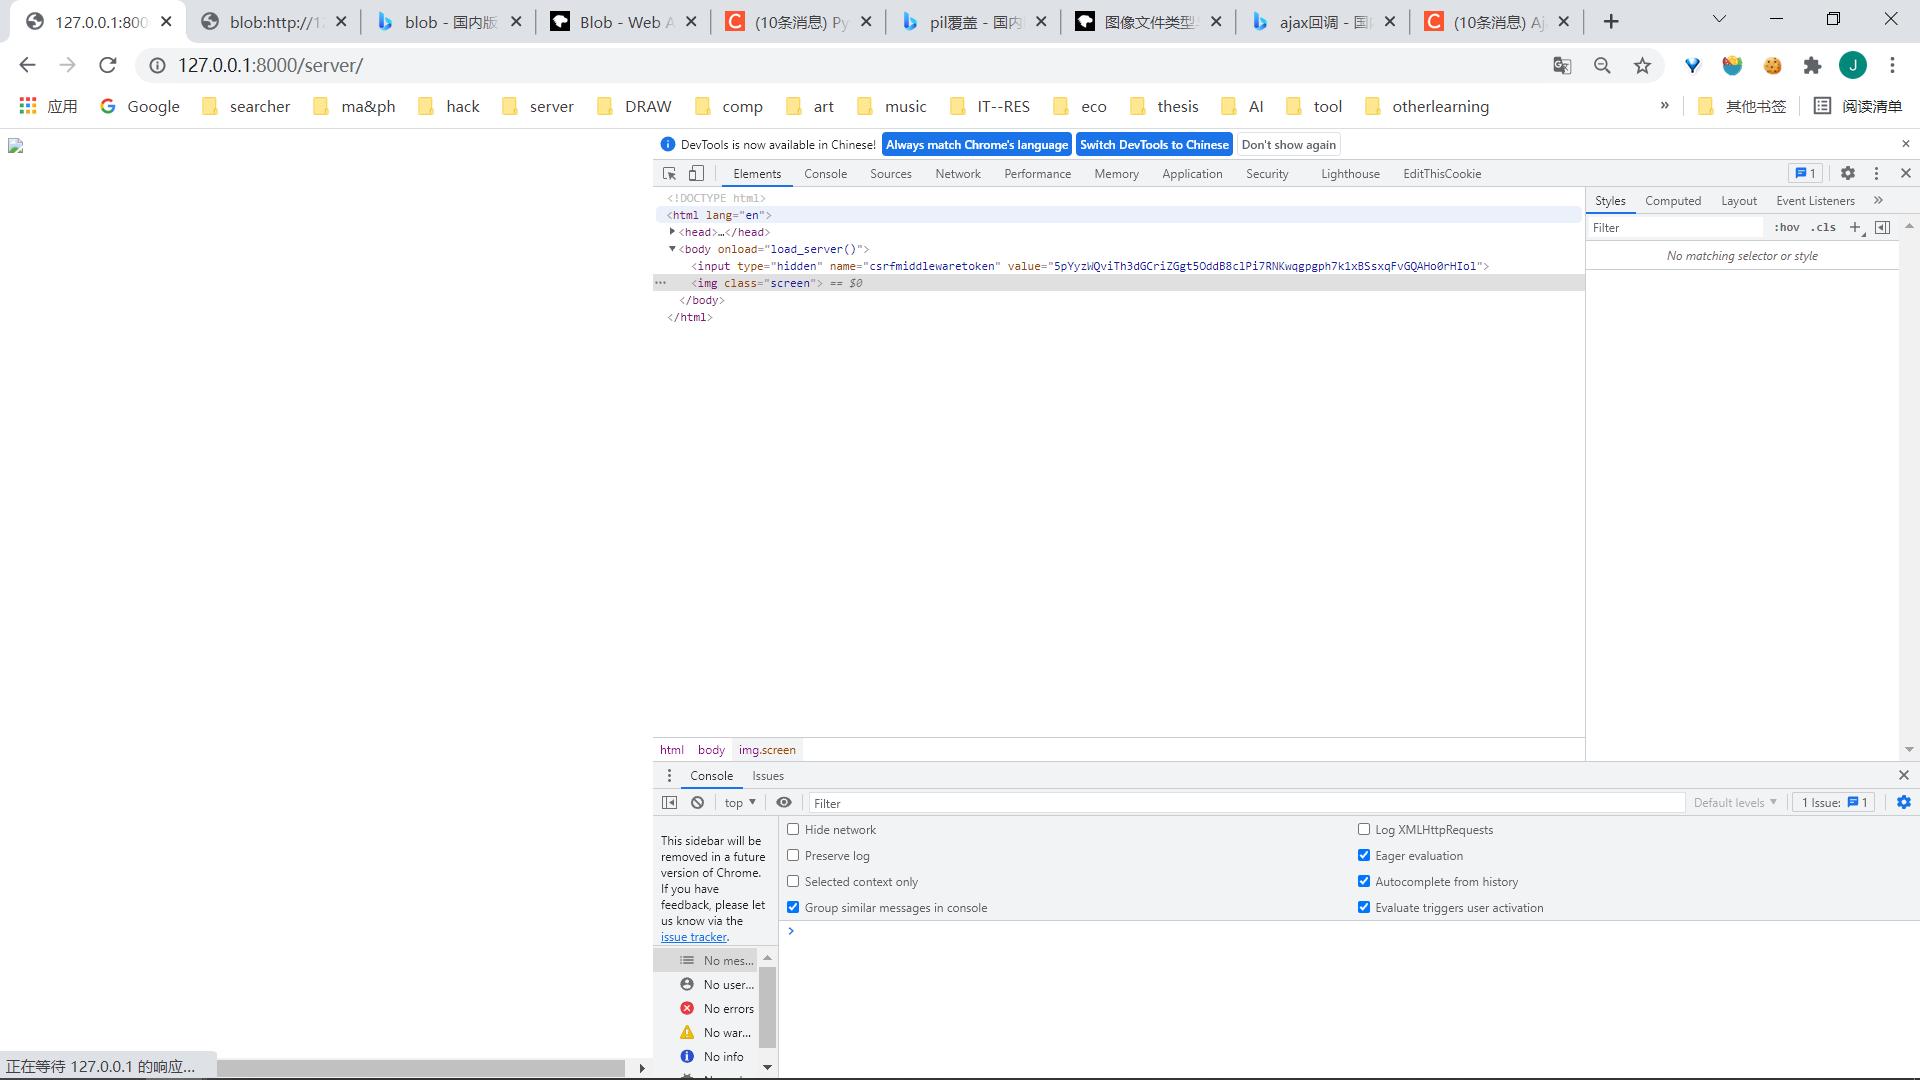 127.0.0.1:800
blob:http://12
blob - 国内版
Blob - Web A
(10条消息) Py
pil覆盖 - 国内
图像文件类型
ajax回调 - 国
(10条消息) Aj
127.0.0.1:8000/server/
J
应用
Google
searcher
ma&ph
hack
server
DRAW
comp
art
music
IT--RES
eco
thesis
AI
tool
otherlearning
»
其他书签
阅读清单
DevTools is now available in Chinese!
Always match Chrome's language
Switch DevTools to Chinese
Don't show again
Elements
Console
Sources
Network
Performance
Memory
Application
Security
Lighthouse
EditThisCookie
1
<!DOCTYPE html>
<html lang="en">
<head>…</head>
<body onload="load_server()">
<input type="hidden" name="csrfmiddlewaretoken" value="5pYyzWQviTh3dGCriZGgt5OddB8clPi7RNKwqgpgph7k1xBSsxqFvGQAHo0rHIol">
<img class="screen"> == $0
</body>
</html>
Styles
Computed
Layout
Event Listeners
»
Filter
:hov
.cls
No matching selector or style
html
body
img.screen
Console
Issues
top
Filter
Default levels
1 Issue:
1
This sidebar will be
removed in a future
version of Chrome.
If you have
feedback, please let
us know via the
issue tracker.
Hide network
Preserve log
Selected context only
Group similar messages in console
Log XMLHttpRequests
Eager evaluation
Autocomplete from history
Evaluate triggers user activation
No mes...
No user...
No errors
No war...
No info
正在等待 127.0.0.1 的响应...